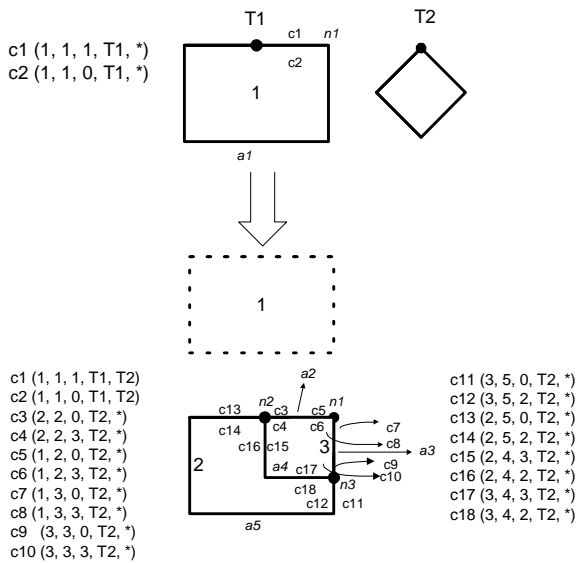 T1
T2
c1
n1
c1 (1, 1, 1, T1, *)
c2 (1, 1, 0, T1, *)
c2
1
a1
1
c1 (1, 1, 1, T1, T2)
c2 (1, 1, 0, T1, T2)
c3 (2, 2, 0, T2, *)
c4 (2, 2, 3, T2, *)
c5 (1, 2, 0, T2, *)
c6 (1, 2, 3, T2, *)
c7 (1, 3, 0, T2, *)
c8 (1, 3, 3, T2, *)
c9 (3, 3, 0, T2, *)
c10 (3, 3, 3, T2, *)
a2
n2
n1
c13
c3
c5
c14
c4
c6
c7
c16
c15
3
c8
a3
2
a4
c17
c9
c10
c18
n3
c12
c11
a5
c11 (3, 5, 0, T2, *)
c12 (3, 5, 2, T2, *)
c13 (2, 5, 0, T2, *)
c14 (2, 5, 2, T2, *)
c15 (2, 4, 3, T2, *)
c16 (2, 4, 2, T2, *)
c17 (3, 4, 3, T2, *)
c18 (3, 4, 2, T2, *)